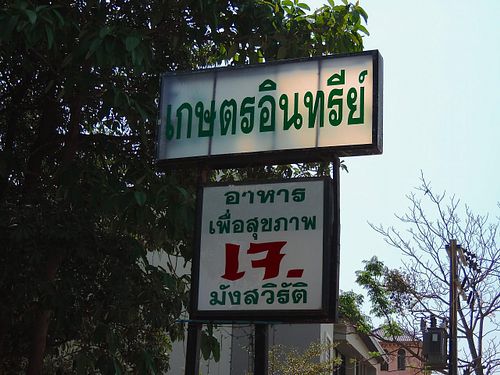 เกษตรอินทรีย์
อาหาร
เพื่อสุขภาพ
เจ.
มังสวิรัติ